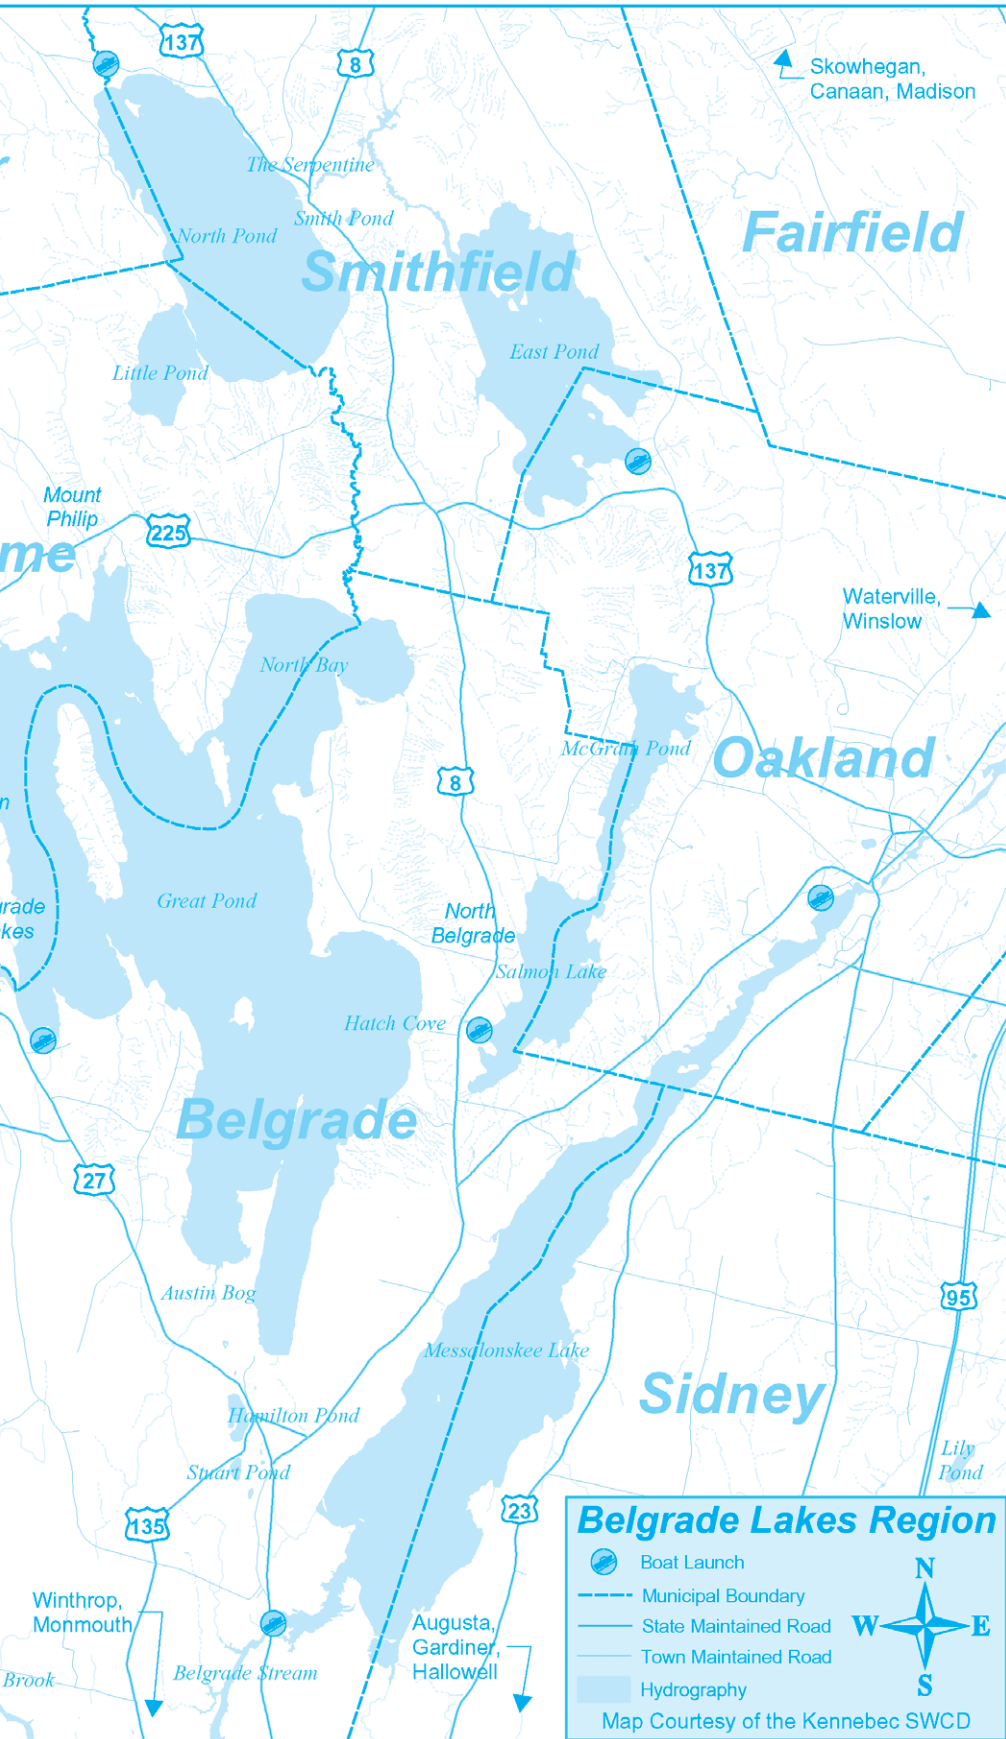 137
8
Skowhegan,
Canaan, Madison
The Serpentine
Smith Pond
North Pond
Fairfield
Smithfield
East Pond
Little Pond
Mount
Philip
225
me
137
Waterville,
Winslow
North Bay
McGrath Pond
Oakland
8
n
Great Pond
grade
kes
North
Belgrade
Salmon Lake
Hatch Cove
Belgrade
27
Austin Bog
95
Messalonskee Lake
Sidney
Hamilton Pond
Lily
Pond
Stuart Pond
135
23
Winthrop,
Monmouth
Augusta,
Gardiner,
Hallowell
Belgrade Stream
Brook
Belgrade Lakes Region
Boat Launch
Municipal Boundary
State Maintained Road
Town Maintained Road
Hydrography
N
W
E
S
Map Courtesy of the Kennebec SWCD